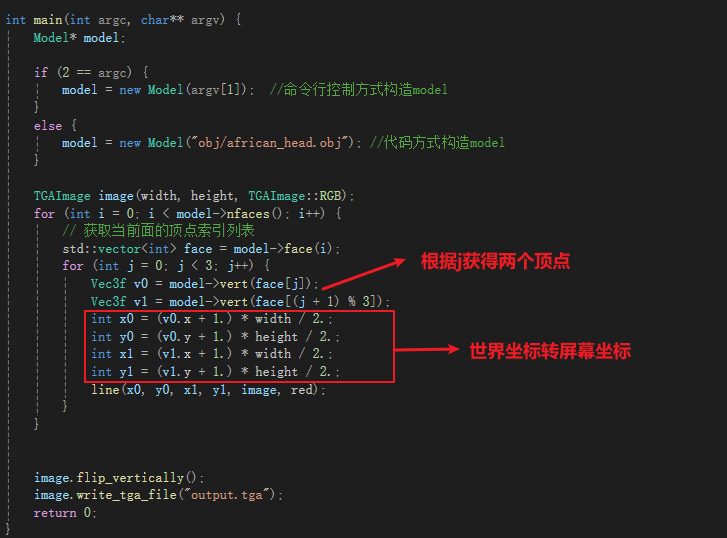 int main(int argc, char** argv) {
Model* model;
if (2 == argc) {
model = new Model(argv[1]); //命令行控制方式构造model
}
else {
model = new Model("obj/african_head.obj"); //代码方式构造model
}
TGAImage image(width, height, TGAImage::RGB);
for (int i = 0; i < model->nfaces(); i++) {
// 获取当前面的顶点索引列表
std::vector<int> face = model->face(i);
for (int j = 0; j < 3; j++) {
Vec3f v0 = model->vert(face[j]);
根据j获得两个顶点
Vec3f v1 = model->vert(face[(j + 1) % 3]);
int x0 = (v0.x + 1.) * width / 2.;
int y0 = (v0.y + 1.) * height / 2.;
int x1 = (v1.x + 1.) * width / 2.;
世界坐标转屏幕坐标
int y1 = (v1.y + 1.) * height / 2.;
line(x0, y0, x1, y1, image, red);
}
}
image.flip_vertically();
image.write_tga_file("output.tga");
return 0;
}